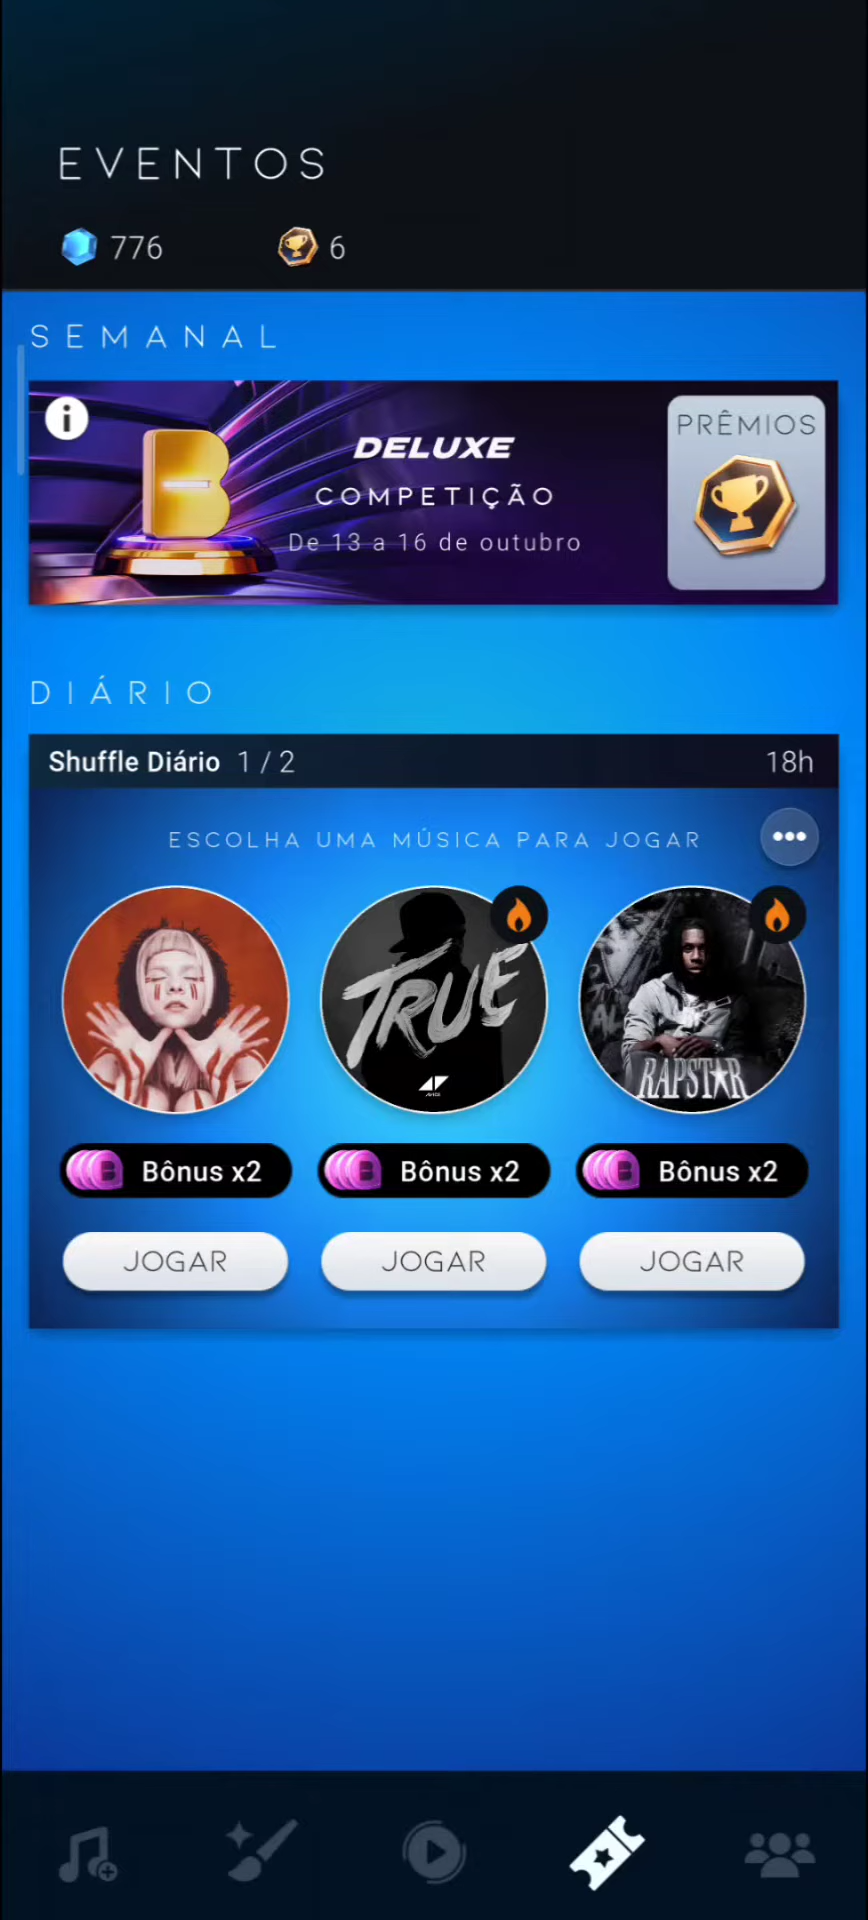 EVENTOS
776 6
SEMANAL
i
DELUXE
COMPETIÇÃO
De 13 a 16 de outubro
PRÊMIOS
B
DIÁRIO
Shuffle Diário 1 / 2 18h
ESCOLHA UMA MÚSICA PARA JOGAR
TRUE
RAPSTAR
B Bônus x2 B Bônus x2 B Bônus x2
JOGAR JOGAR JOGAR